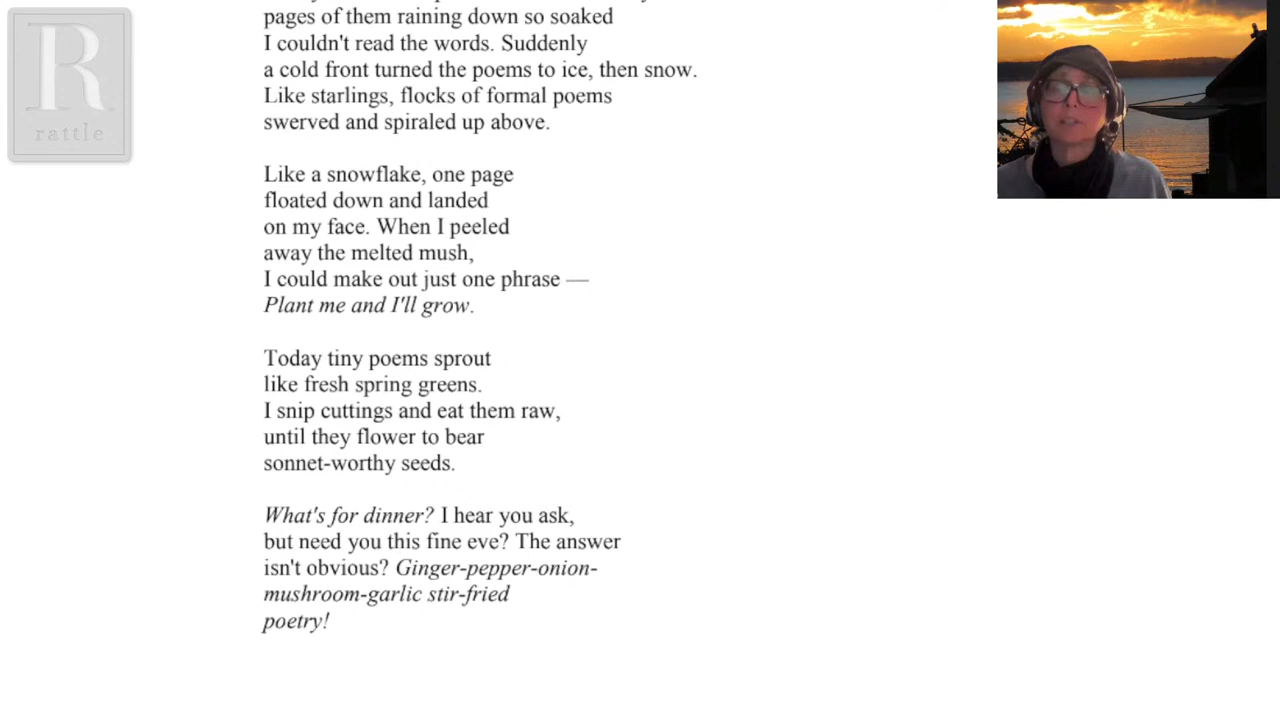 R
rattle
pages of them raining down so soaked
I couldn't read the words. Suddenly
a cold front turned the poems to ice, then snow.
Like starlings, flocks of formal poems
swerved and spiraled up above.
Like a snowflake, one page
floated down and landed
on my face. When I peeled
away the melted mush,
I could make out just one phrase —
Plant me and I'll grow.
Today tiny poems sprout
like fresh spring greens.
I snip cuttings and eat them raw,
until they flower to bear
sonnet-worthy seeds.
What's for dinner? I hear you ask,
but need you this fine eve? The answer
isn't obvious? Ginger-pepper-onion-
mushroom-garlic stir-fried
poetry!